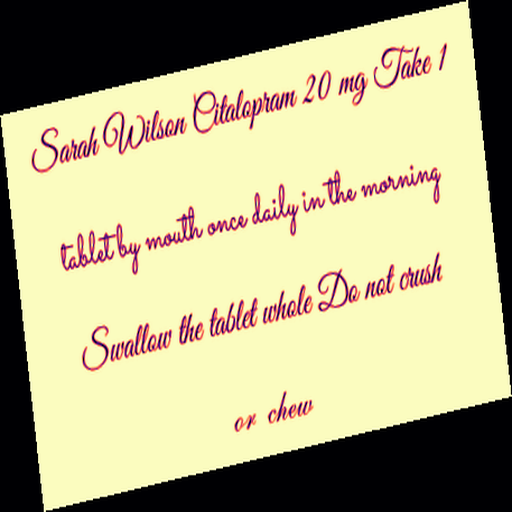 Sarah Wilson Citalopram 20 mg Take 1
tablet by mouth once daily in the morning
Swallow the tablet whole Do not crush
or chew